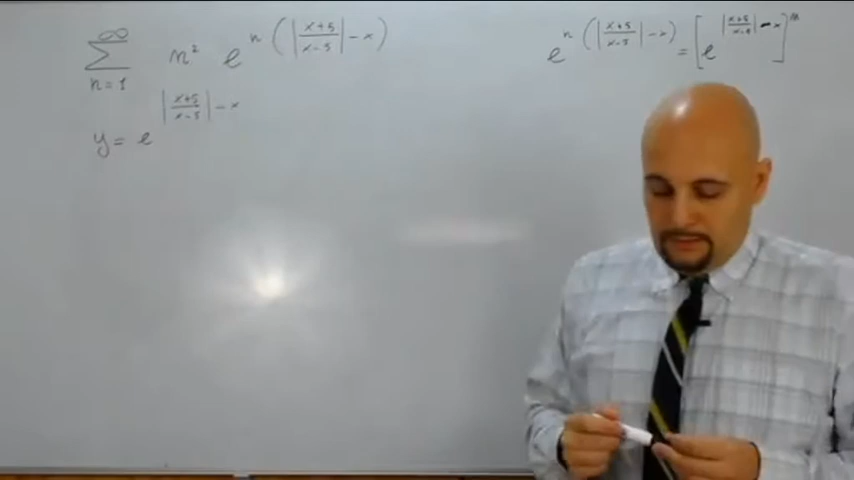 ∞
∑ n² e^{n(|x+5/x-5| - x)}
n=1
y = e^{|x+5/x-5| - x}
e^{n(|x+5/x-5| - x)} = [e^{|x+5/x-5| - x}]^n